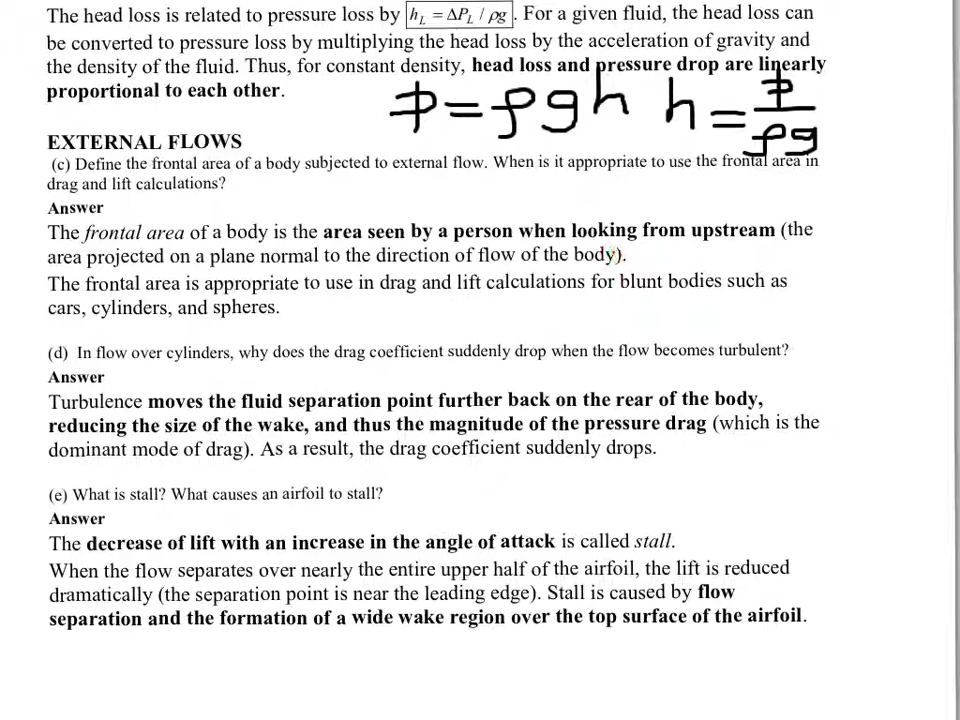 The head loss is related to pressure loss by h_L = ΔP_L / ρg. For a given fluid, the head loss can
be converted to pressure loss by multiplying the head loss by the acceleration of gravity and
the density of the fluid. Thus, for constant density, head loss and pressure drop are linearly
proportional to each other.
P = ρgh h = P/ρg
EXTERNAL FLOWS
(c) Define the frontal area of a body subjected to external flow. When is it appropriate to use the frontal area in
drag and lift calculations?
Answer
The frontal area of a body is the area seen by a person when looking from upstream (the
area projected on a plane normal to the direction of flow of the body).
The frontal area is appropriate to use in drag and lift calculations for blunt bodies such as
cars, cylinders, and spheres.
(d) In flow over cylinders, why does the drag coefficient suddenly drop when the flow becomes turbulent?
Answer
Turbulence moves the fluid separation point further back on the rear of the body,
reducing the size of the wake, and thus the magnitude of the pressure drag (which is the
dominant mode of drag). As a result, the drag coefficient suddenly drops.
(e) What is stall? What causes an airfoil to stall?
Answer
The decrease of lift with an increase in the angle of attack is called stall.
When the flow separates over nearly the entire upper half of the airfoil, the lift is reduced
dramatically (the separation point is near the leading edge). Stall is caused by flow
separation and the formation of a wide wake region over the top surface of the airfoil.